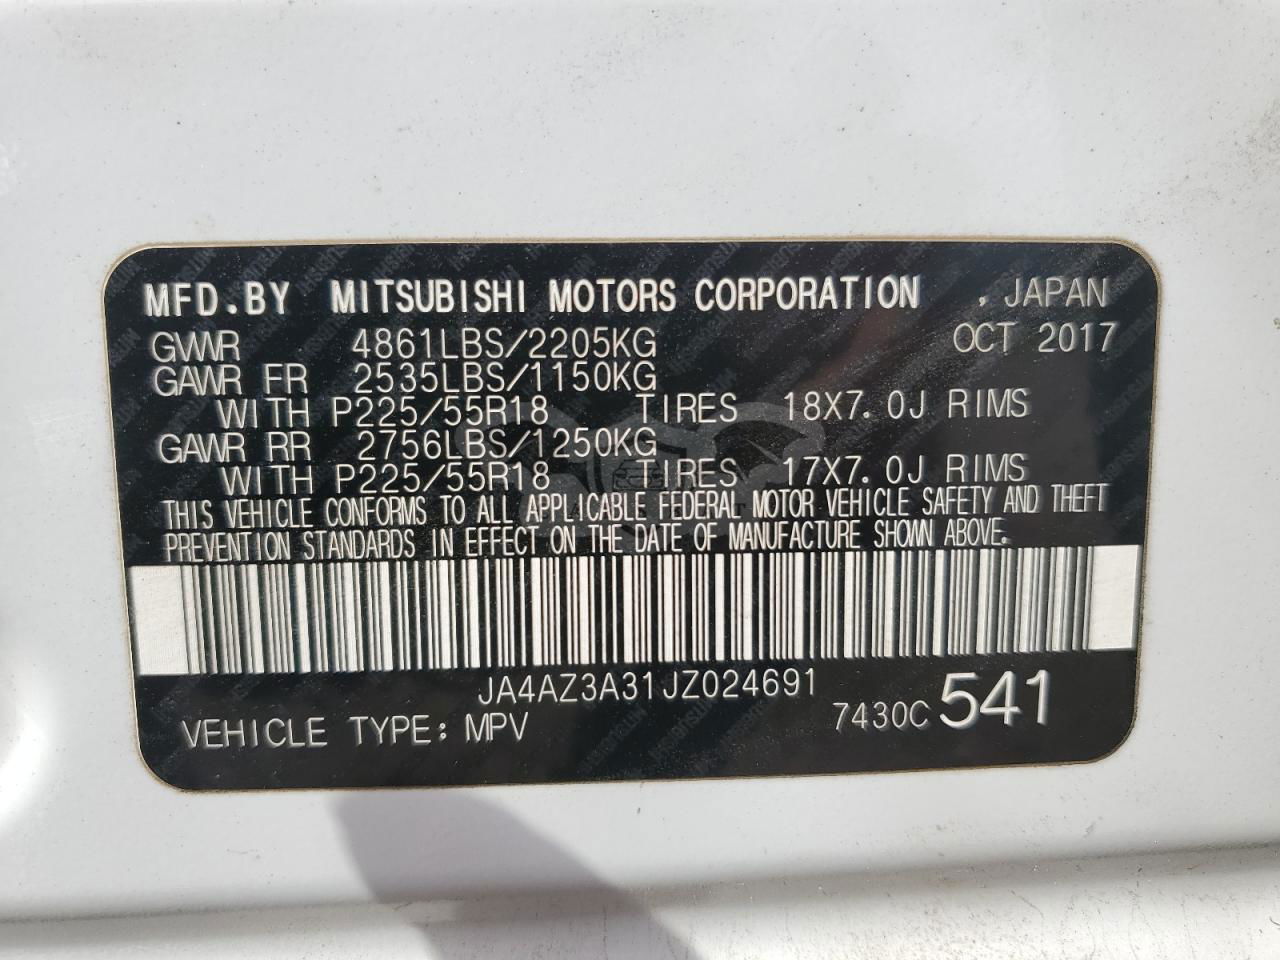 MFD.BY MITSUBISHI MOTORS CORPORATION , JAPAN
GVWR 4861LBS/2205KG OCT 2017
GAWR FR 2535LBS/1150KG
WITH P225/55R18 TIRES 18X7.0J RIMS
GAWR RR 2756LBS/1250KG
WITH P225/55R18 TIRES 17X7.0J RIMS
THIS VEHICLE CONFORMS TO ALL APPLICABLE FEDERAL MOTOR VEHICLE SAFETY AND THEFT
PREVENTION STANDARDS IN EFFECT ON THE DATE OF MANUFACTURE SHOWN ABOVE.
JA4AZ3A31JZ024691
VEHICLE TYPE: MPV 7430C 541